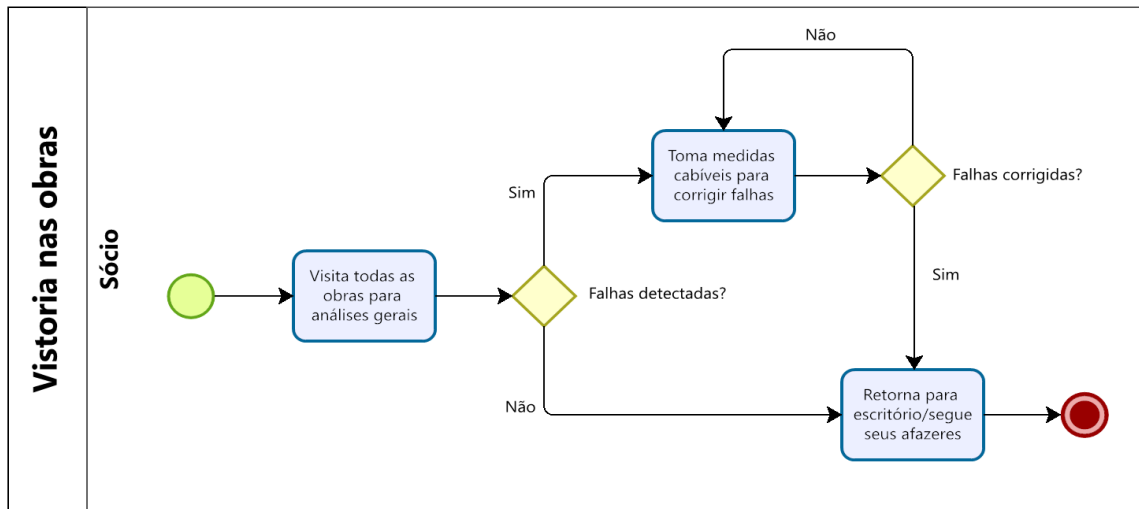 Vistoria nas obras
Sócio
Visita todas as
obras para
análises gerais
Falhas detectadas?
Sim
Não
Toma medidas
cabíveis para
corrigir falhas
Não
Falhas corrigidas?
Sim
Retorna para
escritório/segue
seus afazeres